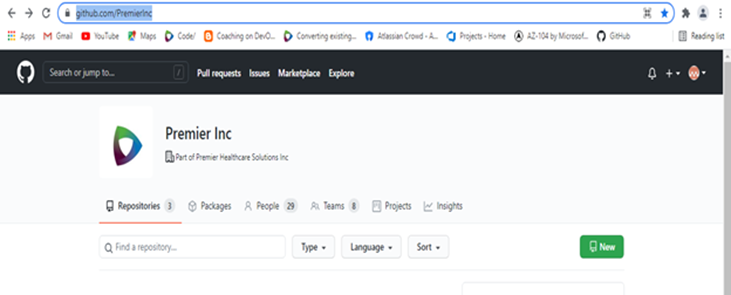 github.com/PremierInc
Apps Gmail YouTube Maps Code/ Coaching on DevO... Converting existing... Atlassian Crowd - A... Projects - Home AZ-104 by Microsof... GitHub Reading list
Search or jump to... / Pull requests Issues Marketplace Explore
Premier Inc
Part of Premier Healthcare Solutions Inc
Repositories 3 Packages People 29 Teams 8 Projects Insights
Find a repository... Type Language Sort New